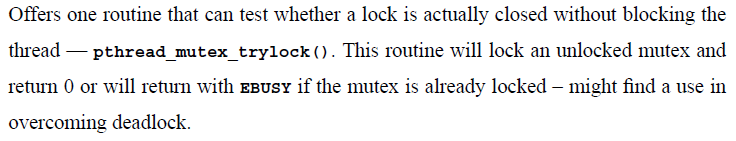 Offers one routine that can test whether a lock is actually closed without blocking the
thread — pthread_mutex_trylock(). This routine will lock an unlocked mutex and
return 0 or will return with EBUSY if the mutex is already locked – might find a use in
overcoming deadlock.